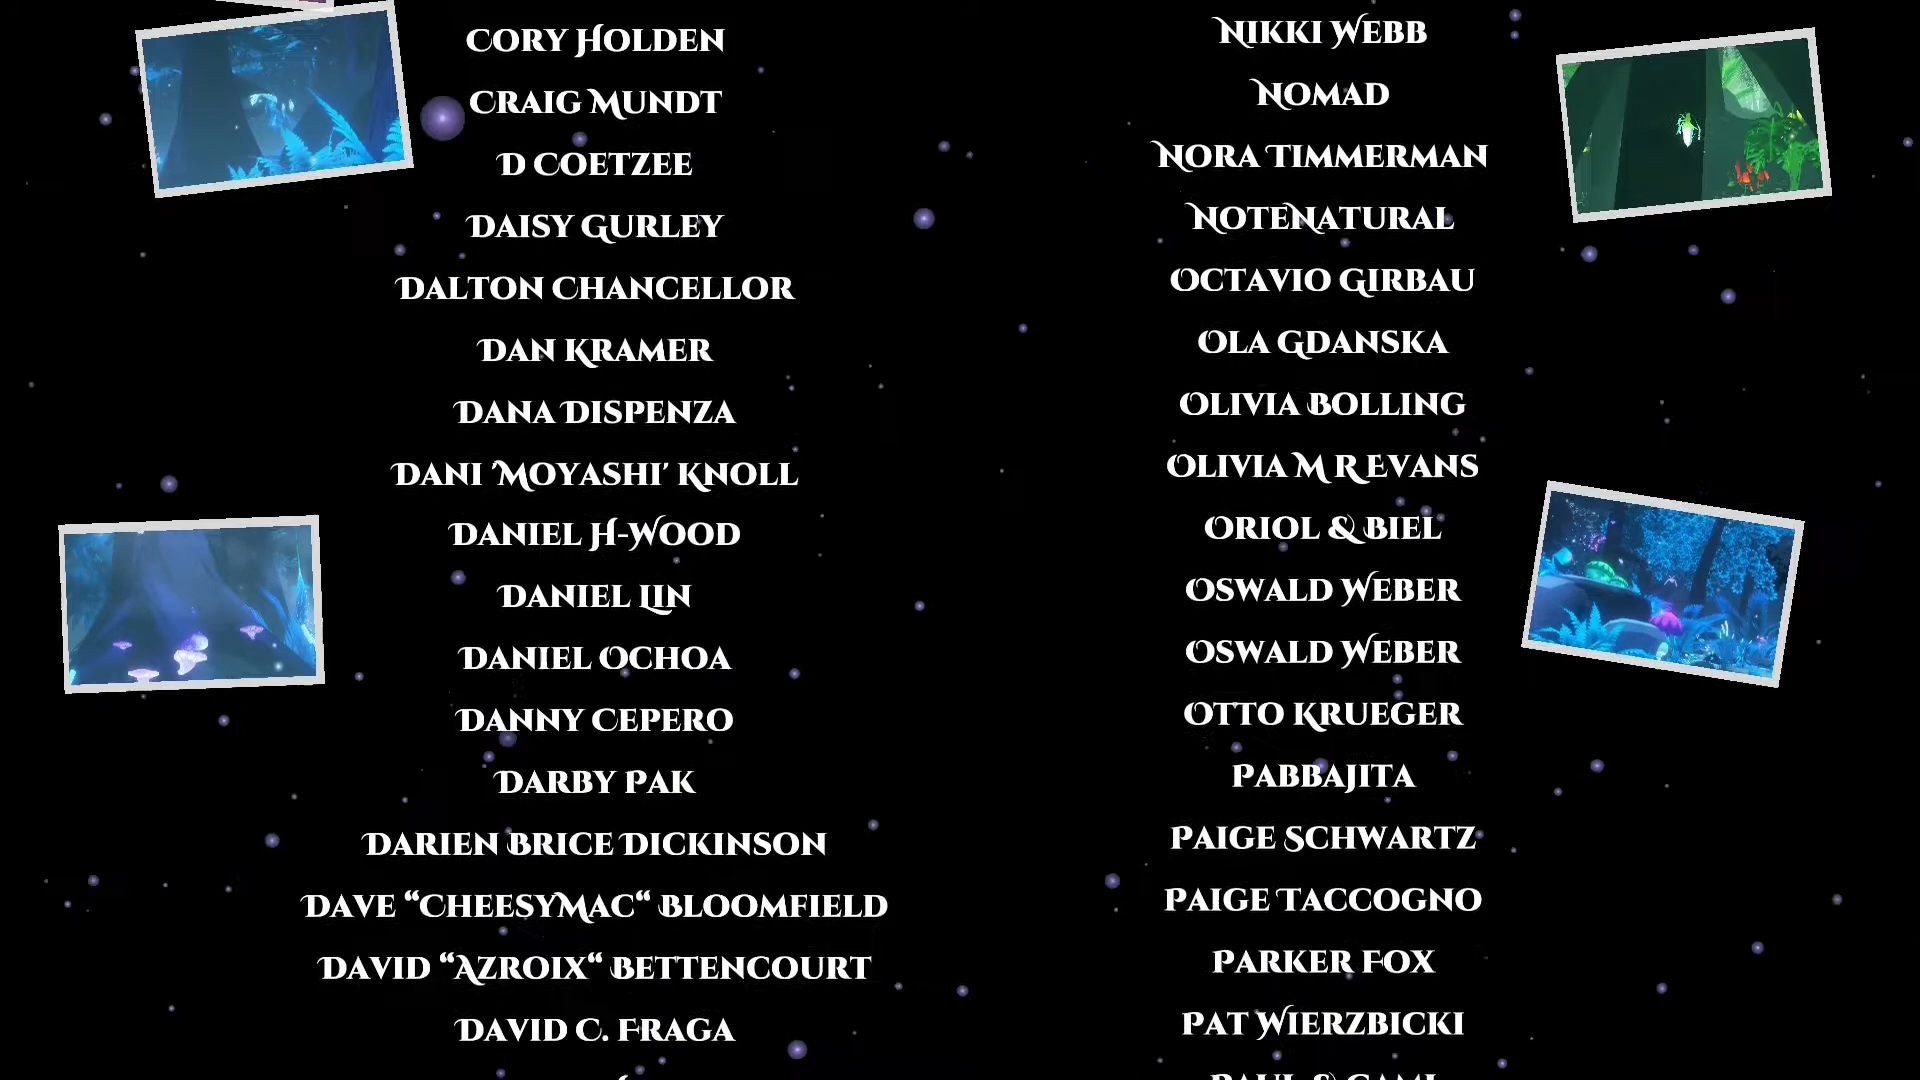 Cory Holden
Craig Mundt
D Coetzee
Daisy Gurley
Dalton Chancellor
Dan Kramer
Dana Dispenza
Dani 'Moyashi' Knoll
Daniel H-Wood
Daniel Lin
Daniel Ochoa
Danny Cepero
Darby Pak
Darien Brice Dickinson
Dave “CheesyMac“ Bloomfield
David “Azroix“ Bettencourt
David C. Fraga
Nikki Webb
Nomad
Nora Timmerman
NoteNatural
Octavio Girbau
Ola Gdanska
Olivia Bolling
Olivia M R Evans
Oriol & Biel
Oswald Weber
Oswald Weber
Otto Krueger
Pabbajita
Paige Schwartz
Paige Taccogno
Parker Fox
Pat Wierzbicki